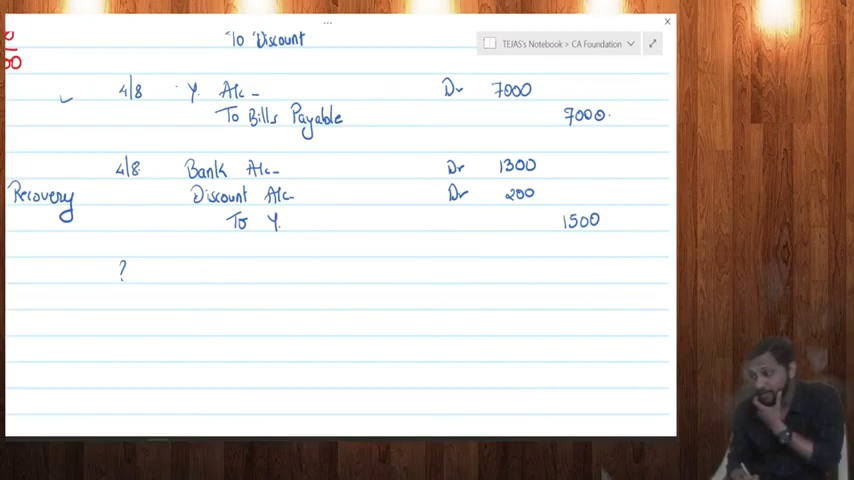 To Discount
TEJAS's Notebook > CA Foundation
4/8 Y. A/c - Dr 7000
To Bills Payable 7000.
4/8 Bank A/c - Dr 1300
Recovery Discount A/c - Dr 200
To Y. 1500
?